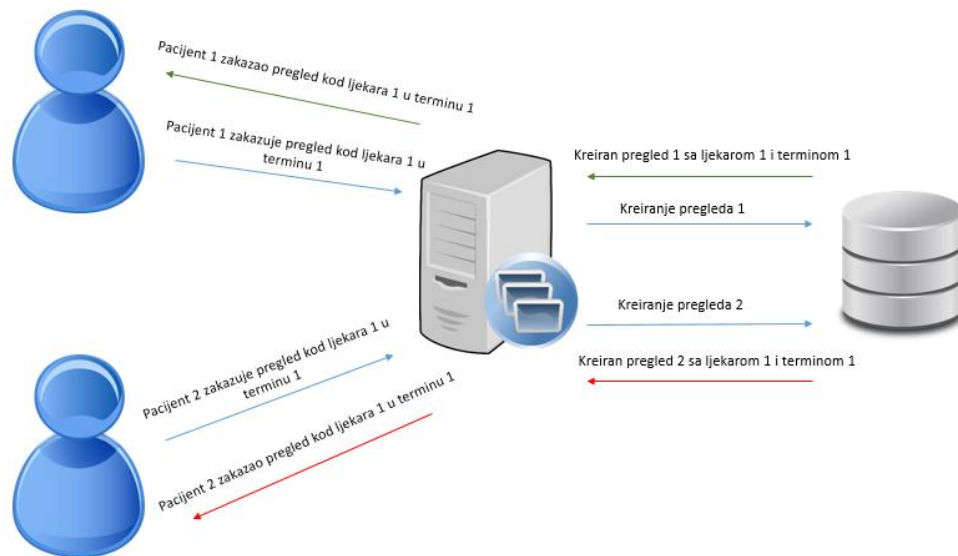 Pacijent 1 zakazao pregled kod ljekara 1 u terminu 1
Pacijent 1 zakazuje pregled kod ljekara 1 u
terminu 1
Kreiran pregled 1 sa ljekarom 1 i terminom 1
Kreiranje pregleda 1
Kreiranje pregleda 2
Kreiran pregled 2 sa ljekarom 1 i terminom 1
Pacijent 2 zakazuje pregled kod ljekara 1 u
terminu 1
Pacijent 2 zakazao pregled kod ljekara 1 u terminu 1